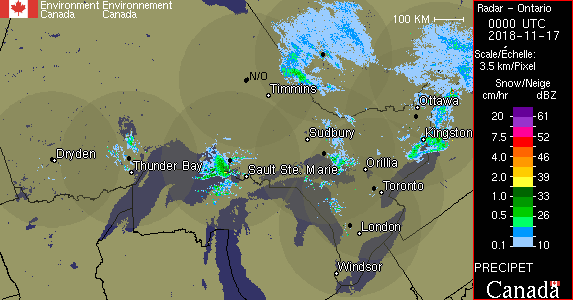 Environment Environnement
Canada Canada
100 KM
N/O
Timmins
Ottawa
Sudbury
Kingston
Dryden
Thunder Bay
Sault Ste. Marie
Orillia
Toronto
London
Windsor
Radar - Ontario
0000 UTC
2018-11-17
Scale/Échelle:
3.5 km/Pixel
Snow/Neige
cm/hr dBZ
20 61
7.5 52
4.0 46
2.0 39
1.0 33
0.5 26
0.1 10
PRECIPET
Canada